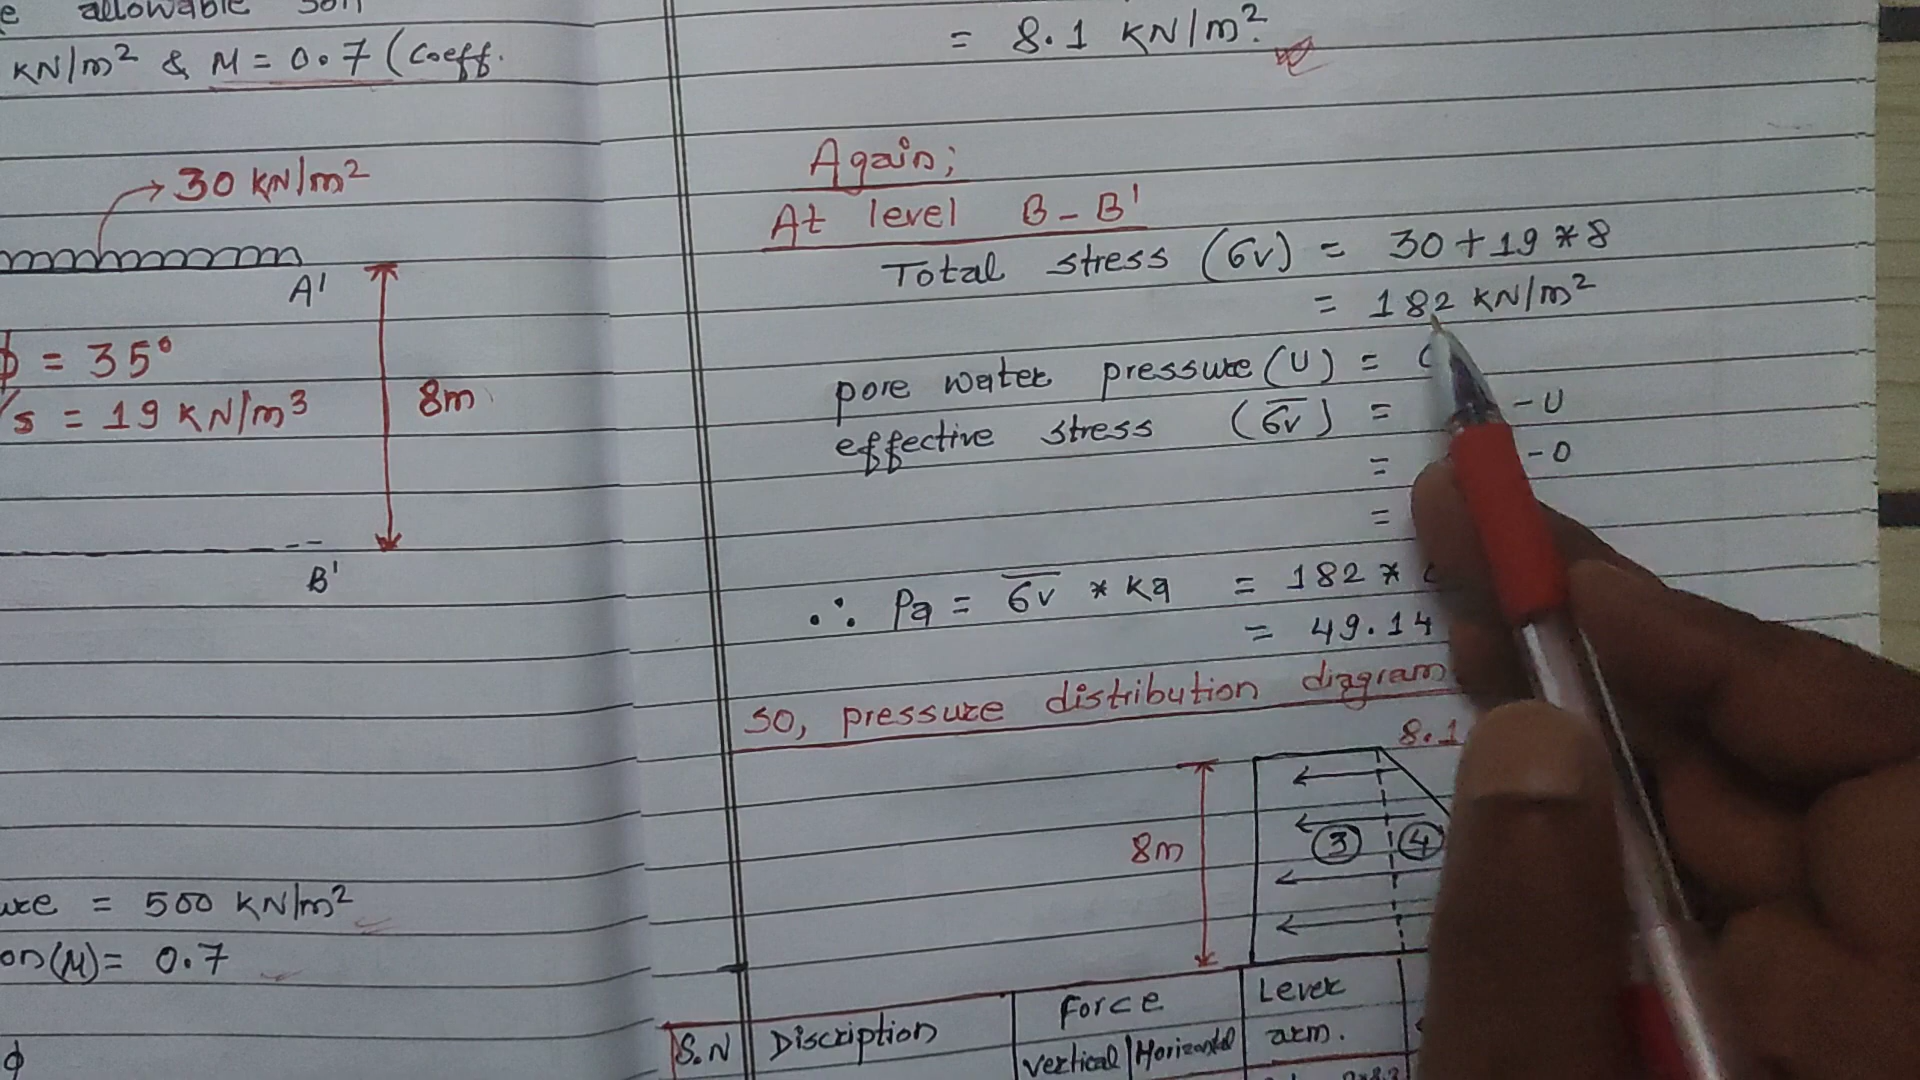 e allowable soil
KN/m² & M = 0.7 (Coeff.
30 KN/m²
A'
ϕ = 35°
s = 19 KN/m³
8m
B'
= 500 KN/m²
on(M) = 0.7
ϕ
= 8.1 KN/m².
Again;
At level B-B'
Total stress (σv) = 30+19*8
= 182 KN/m²
pore water pressure (U) =
effective stress (σ̅v̅) = -U
= -0
=
∴ Pa = σ̅v̅ * ka = 182 *
= 49.14
SO, pressure distribution diagram
8.1
8m
③ ④
S.N Discription Force Lever arm.
Vertical Horizontal